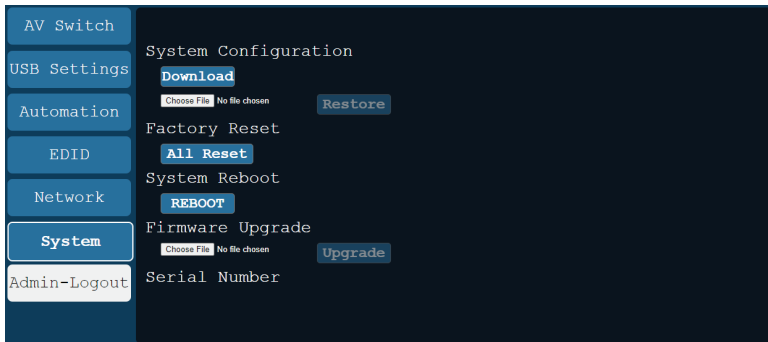 AV Switch
USB Settings
Automation
EDID
Network
System
Admin-Logout
System Configuration
Download
Choose File No file chosen
Restore
Factory Reset
All Reset
System Reboot
REBOOT
Firmware Upgrade
Choose File No file chosen
Upgrade
Serial Number